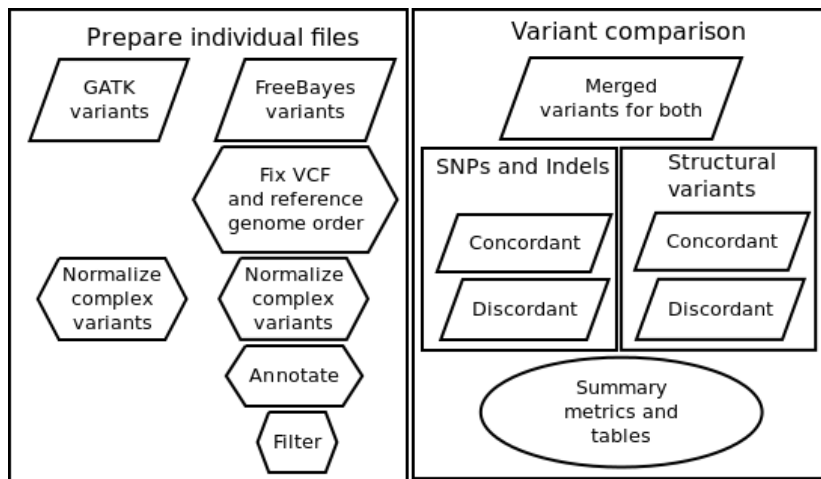 Prepare individual files
GATK
variants
FreeBayes
variants
Fix VCF
and reference
genome order
Normalize
complex
variants
Normalize
complex
variants
Annotate
Filter
Variant comparison
Merged
variants for both
SNPs and Indels
Concordant
Discordant
Structural
variants
Concordant
Discordant
Summary
metrics and
tables